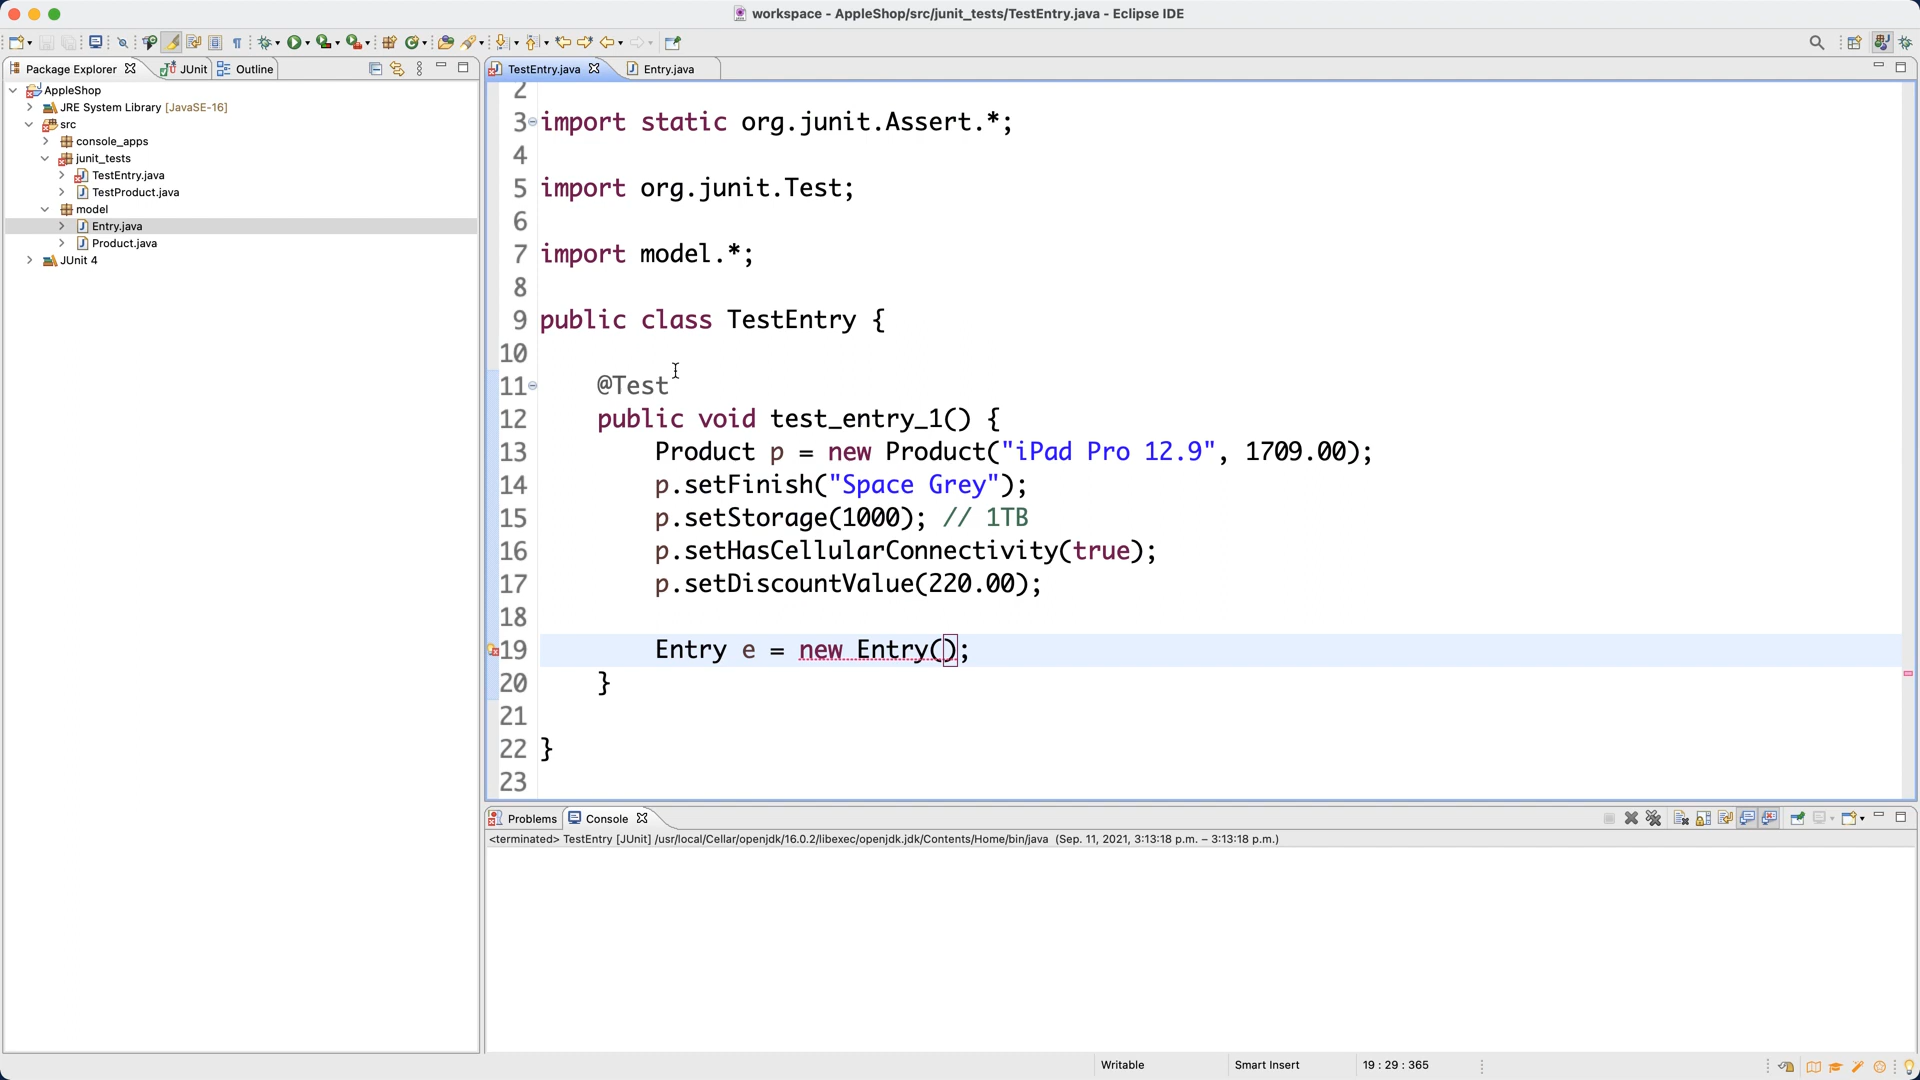 workspace - AppleShop/src/junit_tests/TestEntry.java - Eclipse IDE
Package Explorer
JUnit
Outline
TestEntry.java
Entry.java
AppleShop
JRE System Library [JavaSE-16]
src
console_apps
junit_tests
TestEntry.java
TestProduct.java
model
Entry.java
Product.java
JUnit 4
2
3 import static org.junit.Assert.*;
4
5 import org.junit.Test;
6
7 import model.*;
8
9 public class TestEntry {
10
11 @Test
12 public void test_entry_1() {
13 Product p = new Product("iPad Pro 12.9", 1709.00);
14 p.setFinish("Space Grey");
15 p.setStorage(1000); // 1TB
16 p.setHasCellularConnectivity(true);
17 p.setDiscountValue(220.00);
18
19 Entry e = new Entry();
20 }
21
22 }
23
Problems
Console
<terminated> TestEntry [JUnit] /usr/local/Cellar/openjdk/16.0.2/libexec/openjdk.jdk/Contents/Home/bin/java (Sep. 11, 2021, 3:13:18 p.m. – 3:13:18 p.m.)
Writable
Smart Insert
19 : 29 : 365